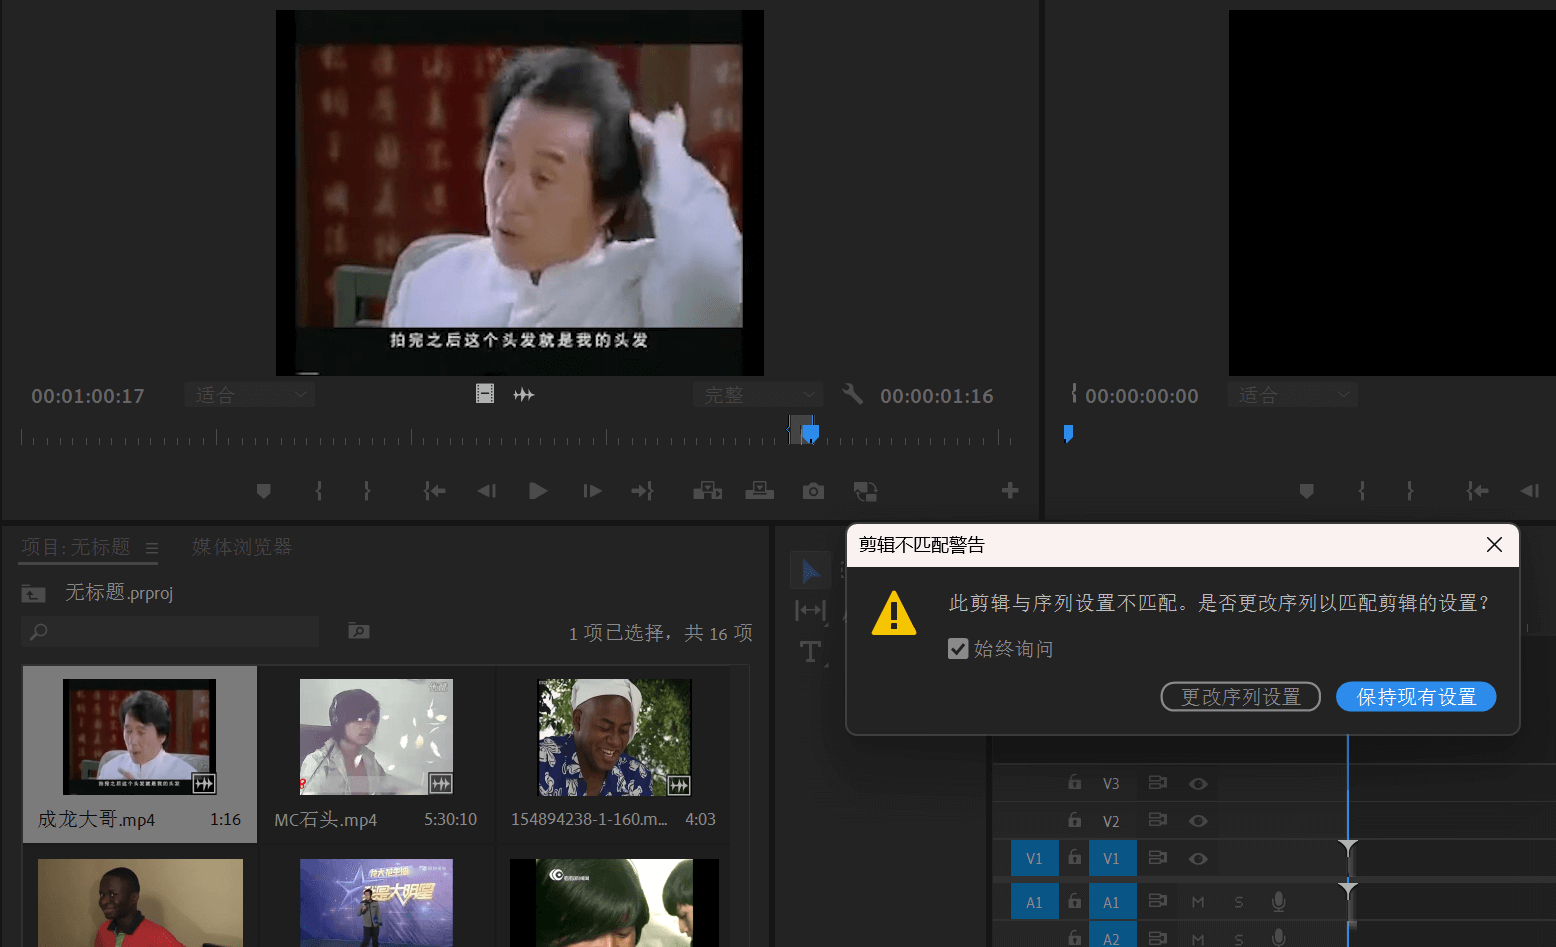 拍完之后这个头发就是我的头发
00:01:00:17
适合
完整
00:00:01:16
00:00:00:00
适合
项目: 无标题
媒体浏览器
无标题.prproj
1 项已选择，共 16 项
成龙大哥.mp4
1:16
MC石头.mp4
5:30:10
154894238-1-160.m...
4:03
我是大明星
剪辑不匹配警告
此剪辑与序列设置不匹配。是否更改序列以匹配剪辑的设置？
始终询问
更改序列设置
保持现有设置
V3
V2
V1
V1
A1
A1
M
S
A2
M
S